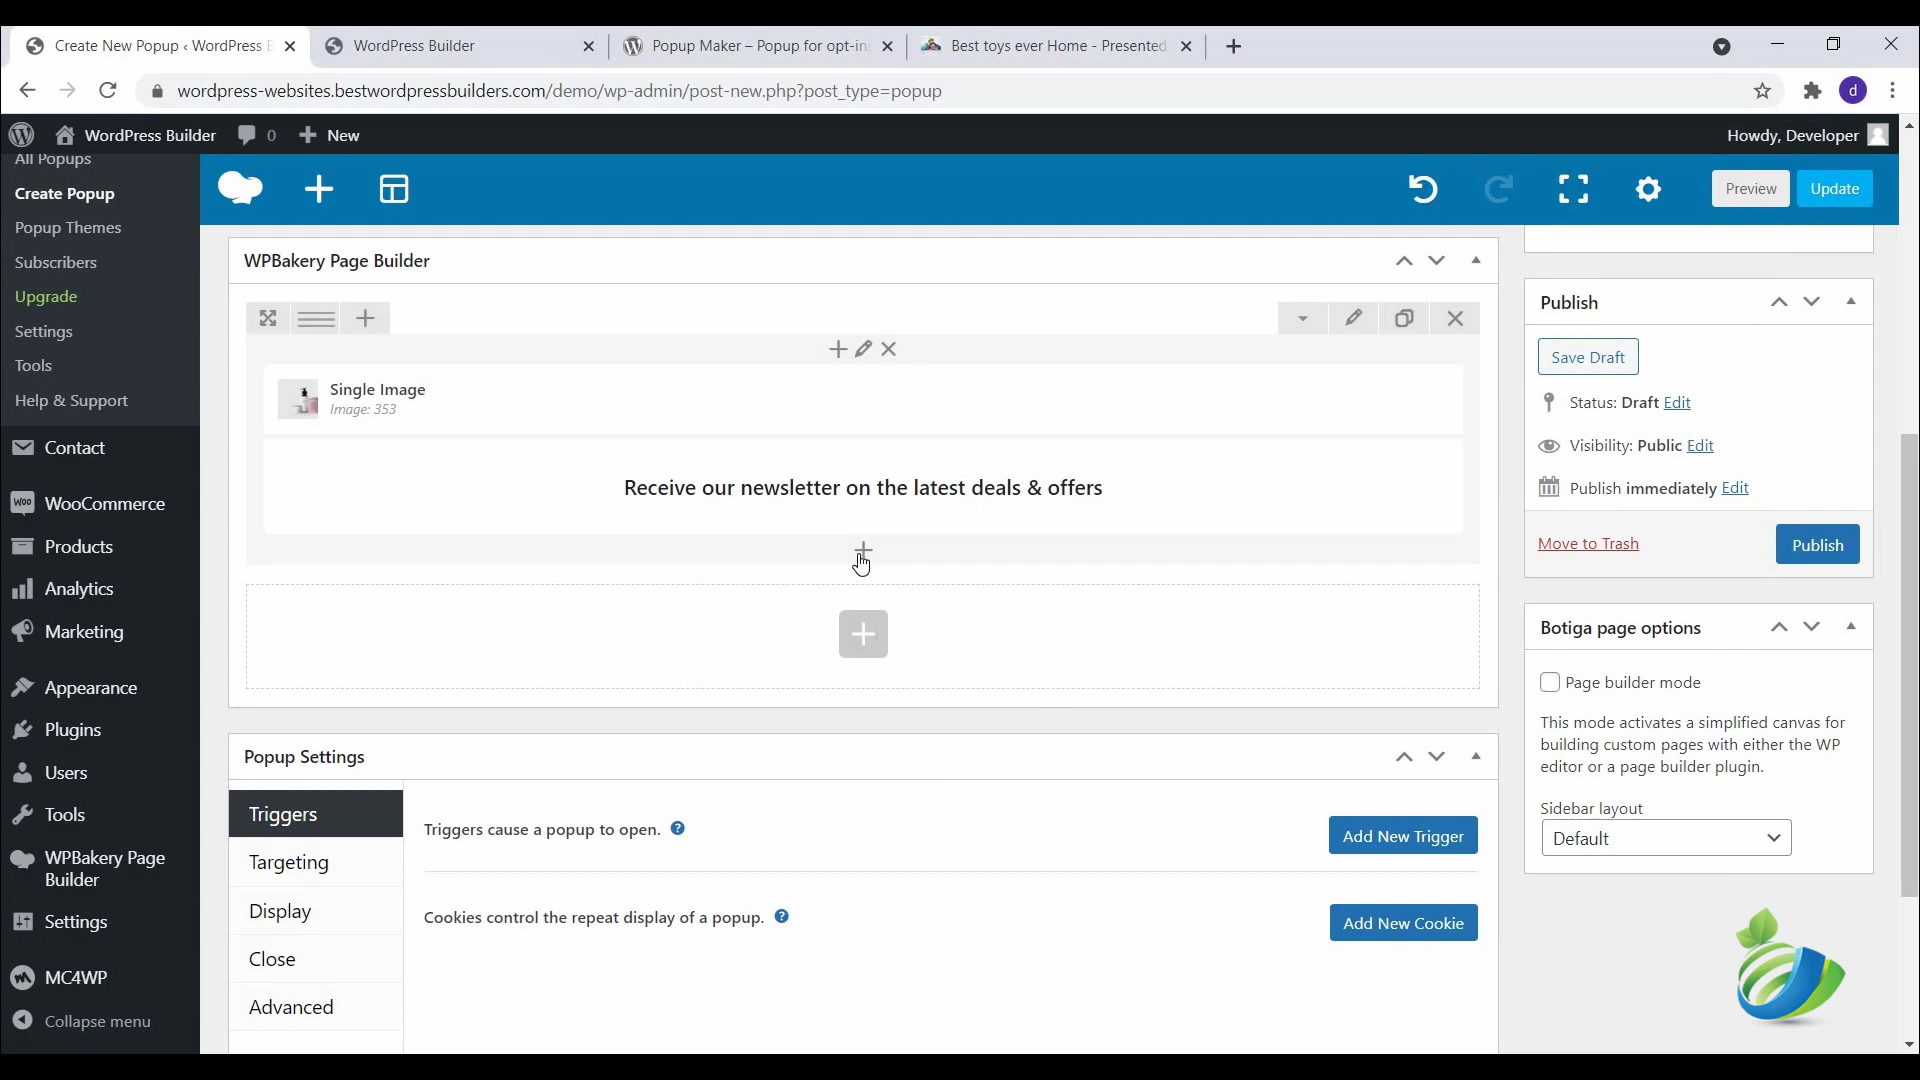 Create New Popup ‹ WordPress B
WordPress Builder
Popup Maker – Popup for opt-ins
Best toys ever Home - Presented
wordpress-websites.bestwordpressbuilders.com/demo/wp-admin/post-new.php?post_type=popup
d
WordPress Builder
0
New
Howdy, Developer
All Popups
Create Popup
Popup Themes
Subscribers
Upgrade
Settings
Tools
Help & Support
Contact
WooCommerce
Products
Analytics
Marketing
Appearance
Plugins
Users
Tools
WPBakery Page
Builder
Settings
MC4WP
Collapse menu
Preview
Update
WPBakery Page Builder
Single Image
Image: 353
Receive our newsletter on the latest deals & offers
Popup Settings
Triggers
Targeting
Display
Close
Advanced
Triggers cause a popup to open.
Add New Trigger
Cookies control the repeat display of a popup.
Add New Cookie
Publish
Save Draft
Status: Draft Edit
Visibility: Public Edit
Publish immediately Edit
Move to Trash
Publish
Botiga page options
Page builder mode
This mode activates a simplified canvas for
building custom pages with either the WP
editor or a page builder plugin.
Sidebar layout
Default